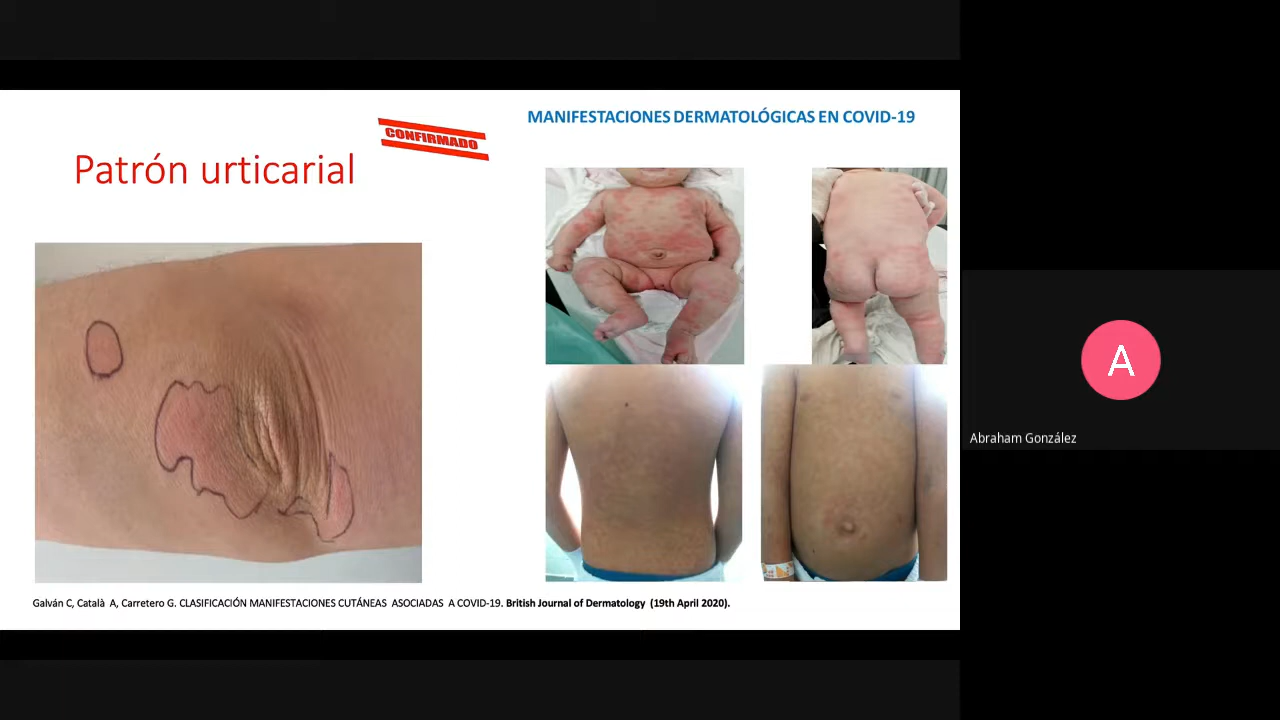 MANIFESTACIONES DERMATOLÓGICAS EN COVID-19
CONFIRMADO
Patrón urticarial
A
Abraham González
Galván C, Català A, Carretero G. CLASIFICACIÓN MANIFESTACIONES CUTÁNEAS ASOCIADAS A COVID-19. British Journal of Dermatology (19th April 2020).